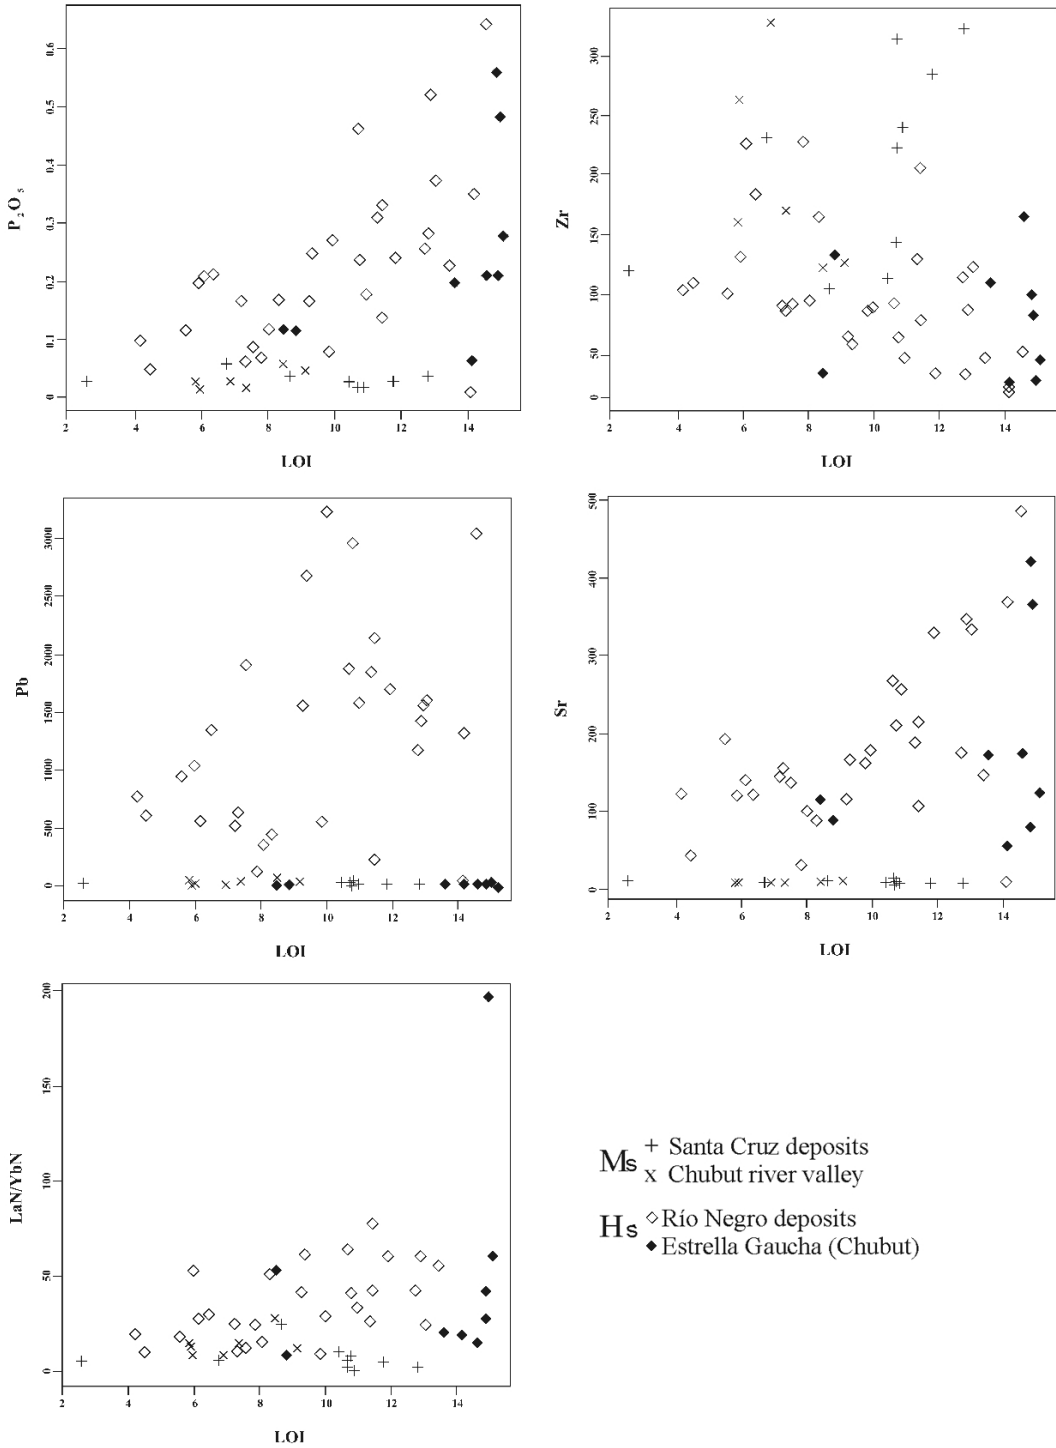 P₂O₅
0 0.1 0.2 0.3 0.4 0.5 0.6
2 4 6 8 10 12 14
LOI
Zr
0 50 100 150 200 250 300
2 4 6 8 10 12 14
LOI
Pb
0 500 1000 1500 2000 2500 3000
2 4 6 8 10 12 14
LOI
Sr
0 100 200 300 400 500
2 4 6 8 10 12 14
LOI
LaN/YbN
0 50 100 150 200
2 4 6 8 10 12 14
LOI
Ms + Santa Cruz deposits
x Chubut river valley
Hs ◇ Río Negro deposits
◆ Estrella Gaucha (Chubut)